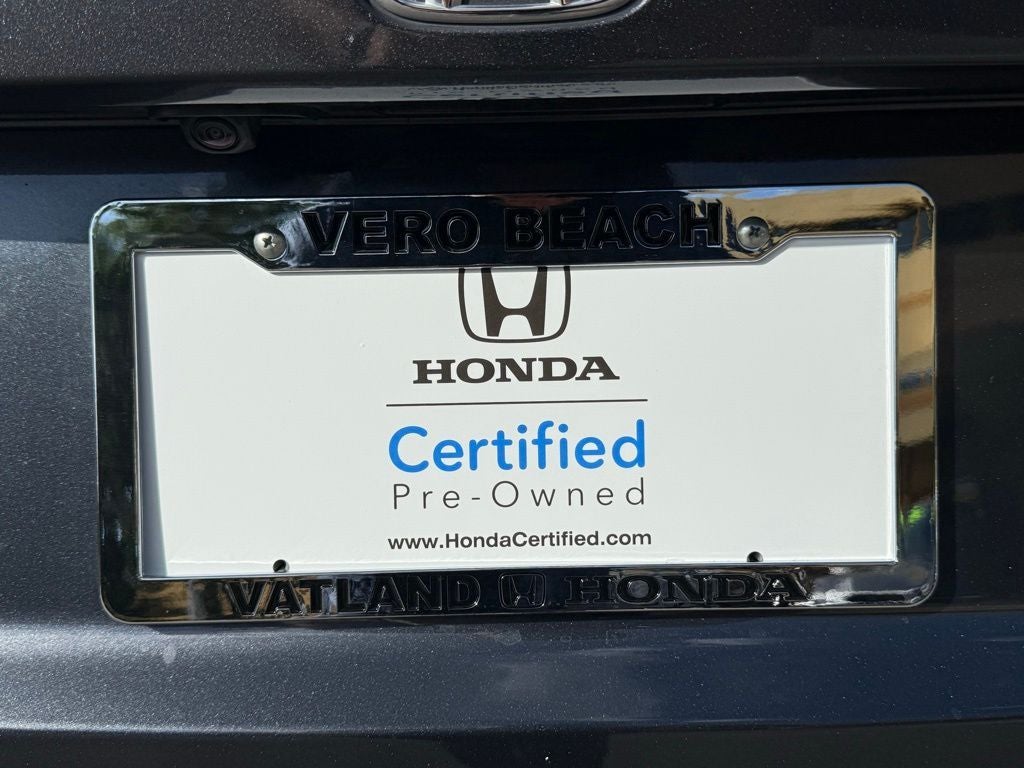 VERO BEACH
HONDA
Certified
Pre-Owned
www.HondaCertified.com
VATLAND HONDA